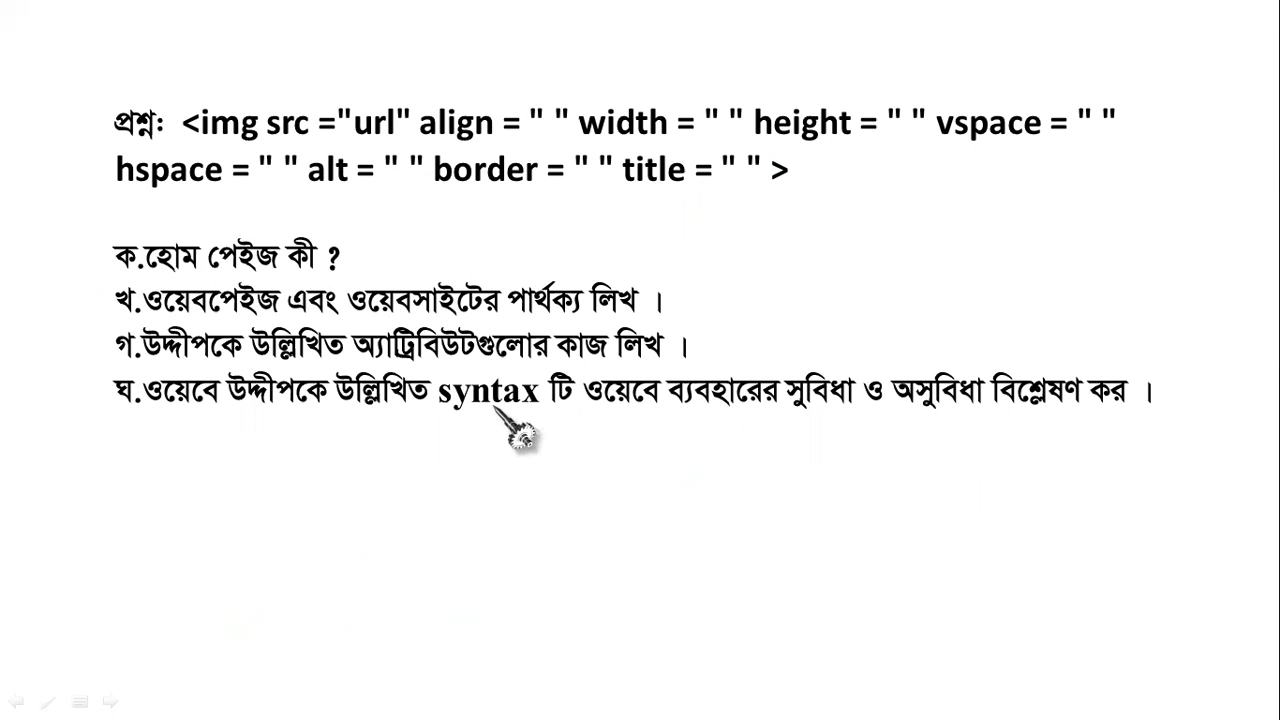 প্রশ্নঃ <img src ="url" align = " " width = " " height = " " vspace = " "
hspace = " " alt = " " border = " " title = " " >
ক.হোম পেইজ কী ?
খ.ওয়েবপেইজ এবং ওয়েবসাইটের পার্থক্য লিখ ।
গ.উদ্দীপকে উল্লিখিত অ্যাট্রিবিউটগুলোর কাজ লিখ ।
ঘ.ওয়েবে উদ্দীপকে উল্লিখিত syntax টি ওয়েবে ব্যবহারের সুবিধা ও অসুবিধা বিশ্লেষণ কর ।